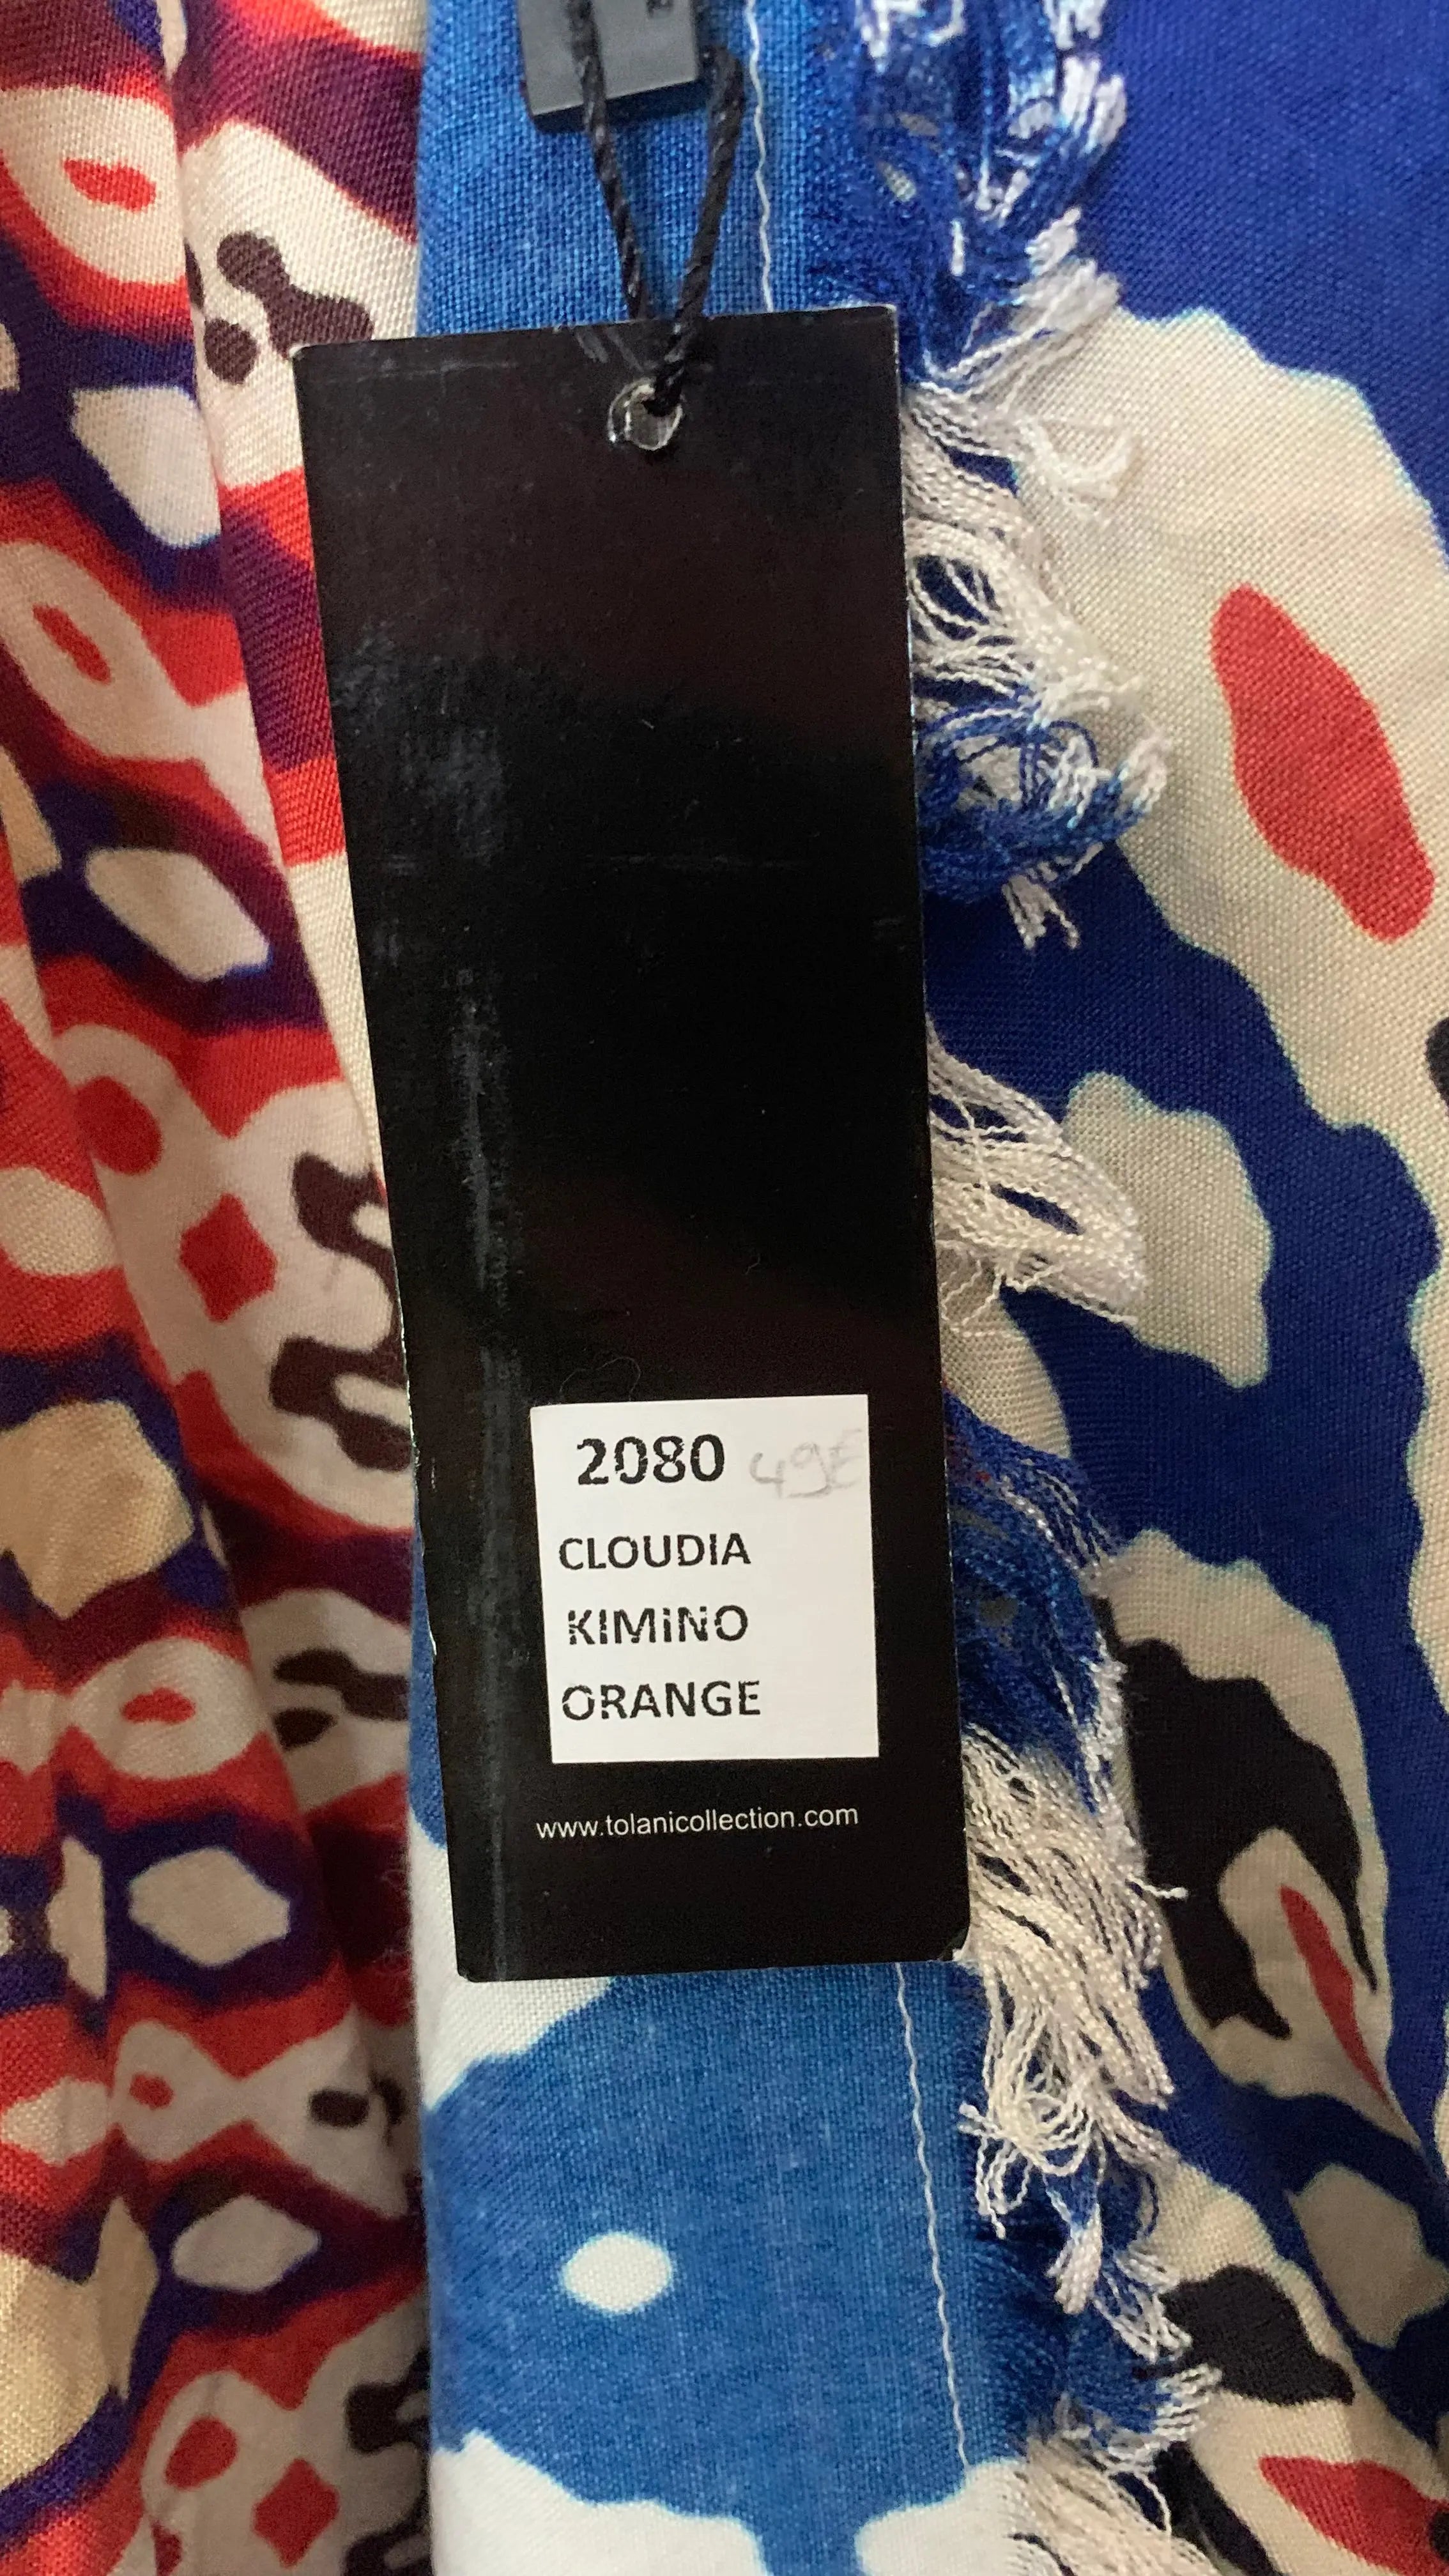 2080 49€
CLOUDIA
KIMINO
ORANGE
www.tolanicollection.com